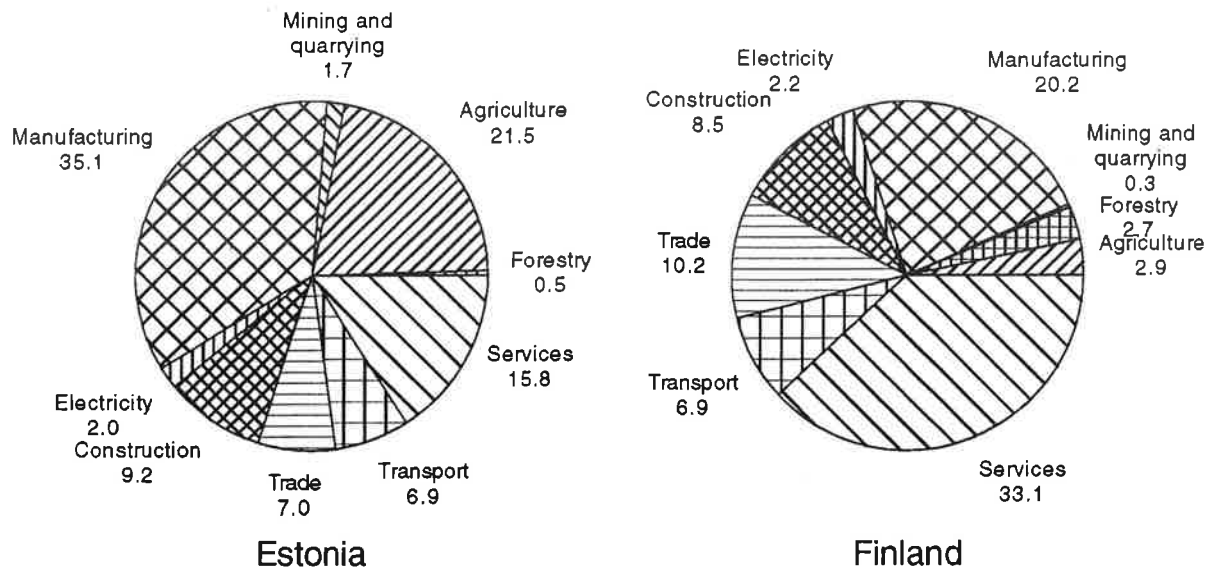 Mining and
quarrying
1.7
Agriculture
21.5
Manufacturing
35.1
Forestry
0.5
Services
15.8
Electricity
2.0
Construction
9.2
Trade
7.0
Transport
6.9
Estonia
Electricity
2.2
Manufacturing
20.2
Construction
8.5
Mining and
quarrying
0.3
Forestry
2.7
Agriculture
2.9
Trade
10.2
Transport
6.9
Services
33.1
Finland